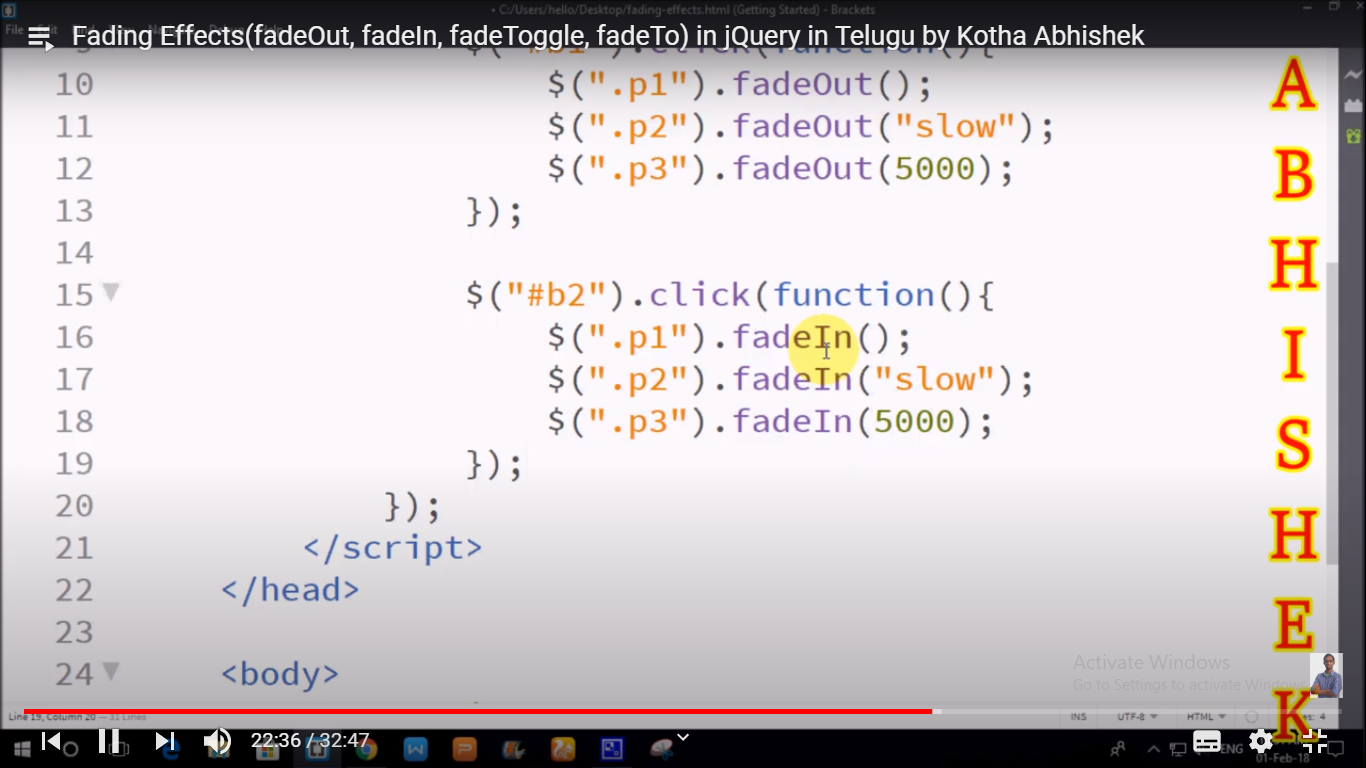 • C:/Users/hello/Desktop/fading-effects.html (Getting Started) - Brackets
File Edit
Fading Effects(fadeOut, fadeIn, fadeToggle, fadeTo) in jQuery in Telugu by Kotha Abhishek
9 $("#b1").click(function(){
10 $(".p1").fadeOut();
11 $(".p2").fadeOut("slow");
12 $(".p3").fadeOut(5000);
13 });
14
15 $("#b2").click(function(){
16 $(".p1").fadeIn();
17 $(".p2").fadeIn("slow");
18 $(".p3").fadeIn(5000);
19 });
20 });
21 </script>
22 </head>
23
24 <body>
A
B
H
I
S
H
E
K
Activate Windows
Go to Settings to activate Windows
Line 19, Column 20 — 31 Lines
INS UTF-8 HTML 4
22:36 / 32:47
ENG
01-Feb-18